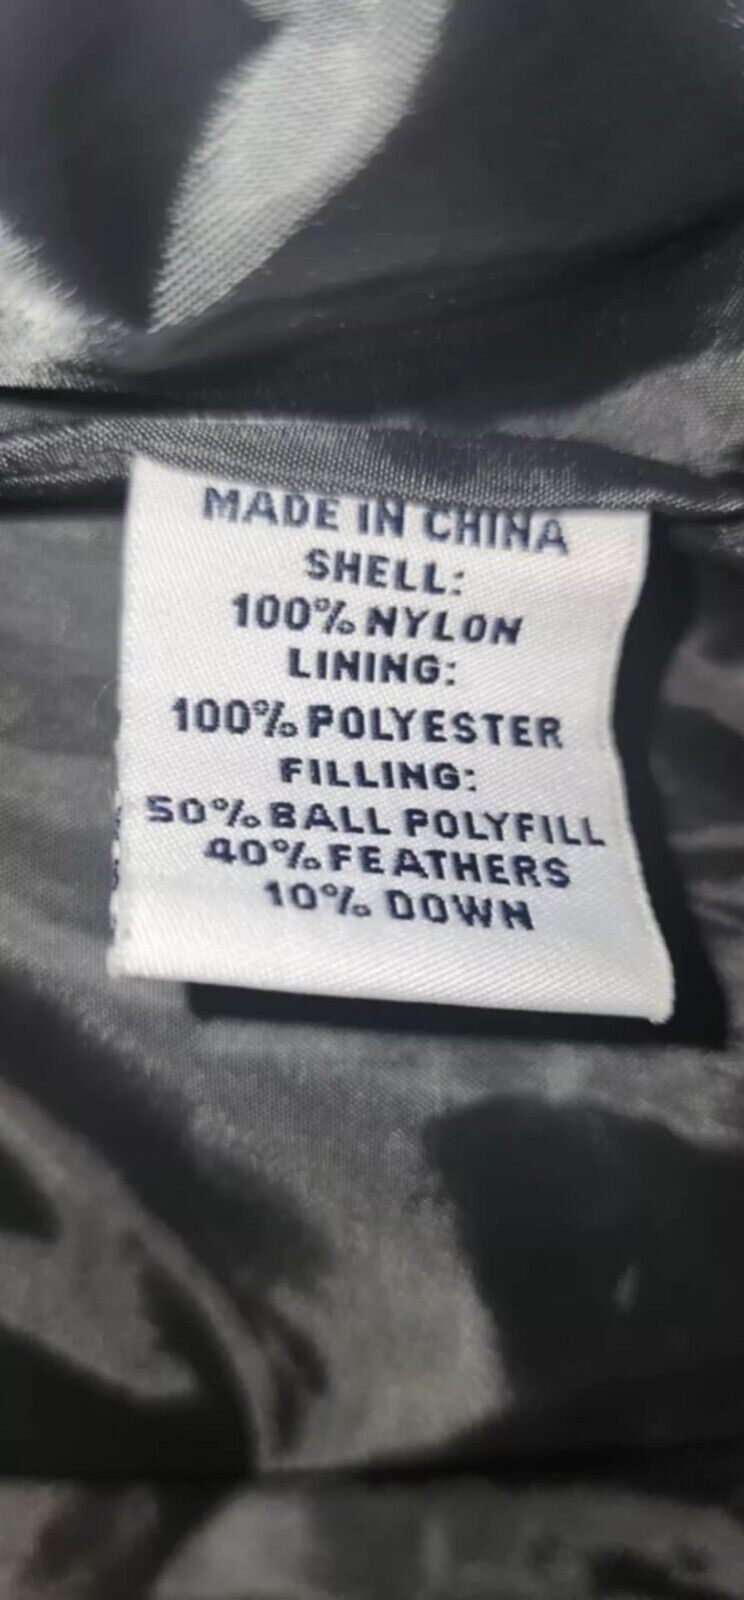 MADE IN CHINA
SHELL:
100% NYLON
LINING:
100% POLYESTER
FILLING:
50% BALL POLYFILL
40% FEATHERS
10% DOWN